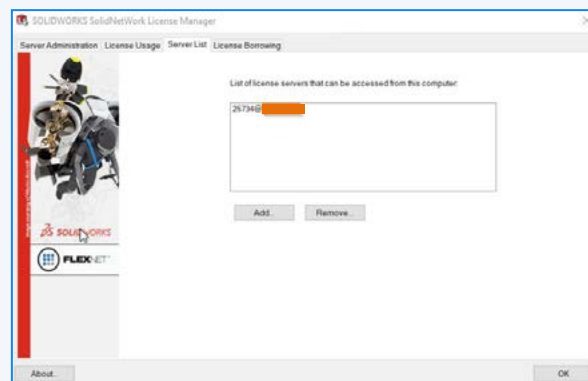 SOLIDWORKS SolidNetWork License Manager
Server Administration License Usage Server List License Borrowing
List of license servers that can be accessed from this computer:
25734@
Add..
Remove..
SOLIDWORKS
FLEXNET
About..
OK